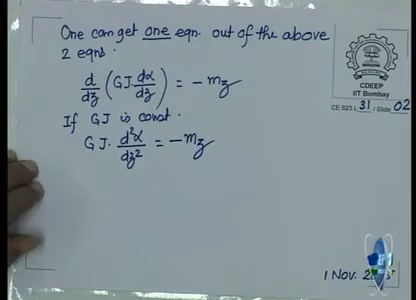 One can get one eqn. out of the above
2 eqns.
d/dz (GJ. dα/dz) = - mz
If GJ is const.
GJ. d²α/dz² = - mz
CDEEP
IIT Bombay
CE 623 L 31 / Slide 02
1 Nov. 2